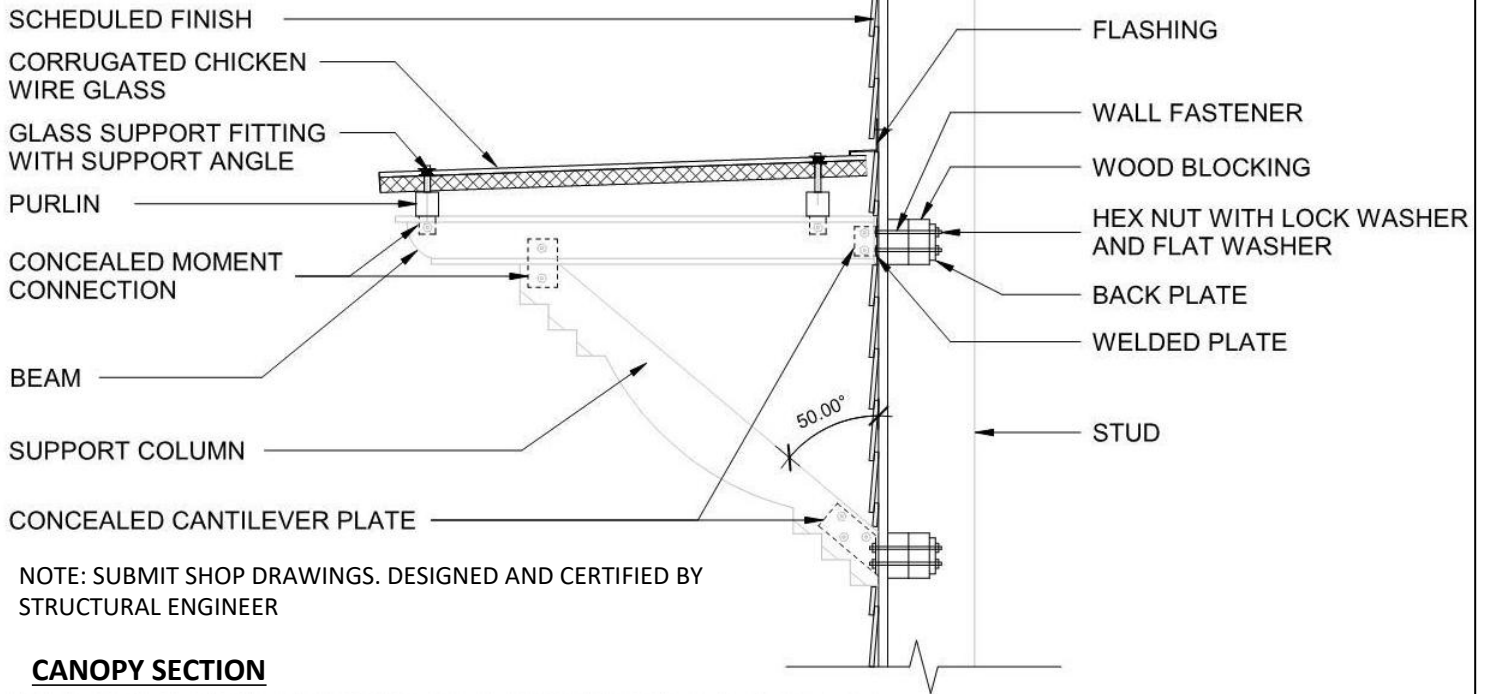 SCHEDULED FINISH
CORRUGATED CHICKEN
WIRE GLASS
GLASS SUPPORT FITTING
WITH SUPPORT ANGLE
PURLIN
CONCEALED MOMENT
CONNECTION
BEAM
SUPPORT COLUMN
CONCEALED CANTILEVER PLATE
50.00°
FLASHING
WALL FASTENER
WOOD BLOCKING
HEX NUT WITH LOCK WASHER
AND FLAT WASHER
BACK PLATE
WELDED PLATE
STUD
NOTE: SUBMIT SHOP DRAWINGS. DESIGNED AND CERTIFIED BY
STRUCTURAL ENGINEER
CANOPY SECTION